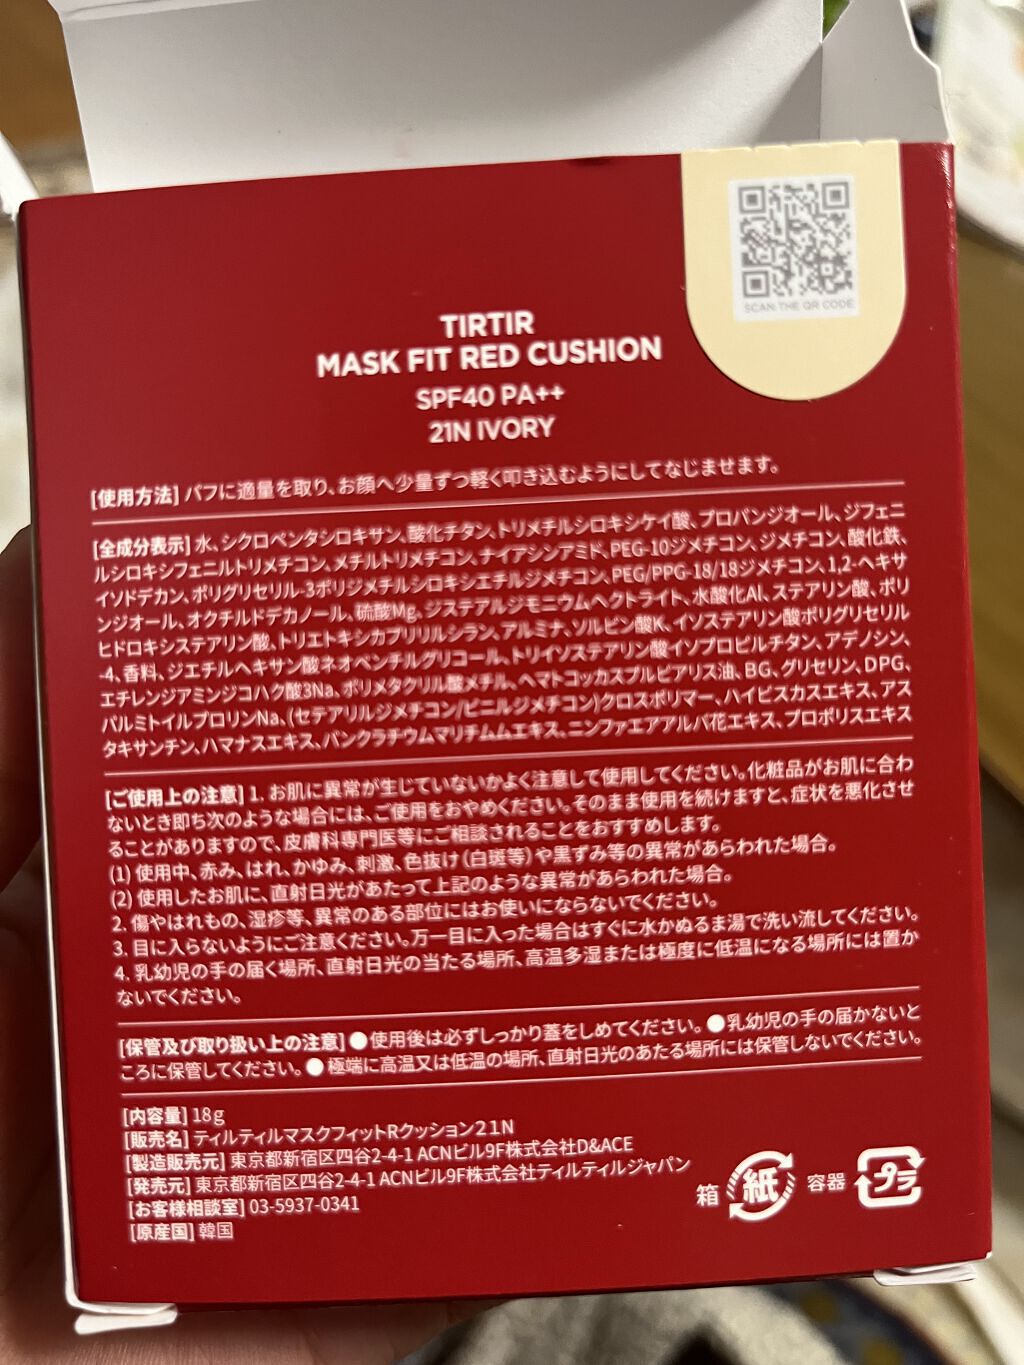 SCAN THE QR CODE
TIRTIR
MASK FIT RED CUSHION
SPF40 PA++
21N IVORY
[使用方法] パフに適量を取り、お顔へ少量ずつ軽く叩き込むようにしてなじませます。
[全成分表示] 水、シクロペンタシロキサン、酸化チタン、トリメチルシロキシケイ酸、プロパンジオール、ジフェニ
ルシロキシフェニルトリメチコン、メチルトリメチコン、ナイアシンアミド、PEG-10ジメチコン、ジメチコン、酸化鉄、
イソドデカン、ポリグリセリル-3ポリジメチルシロキシエチルジメチコン、PEG/PPG-18/18ジメチコン、1,2-ヘキサ
ンジオール、オクチルドデカノール、硫酸Mg、ジステアルジモニウムヘクトライト、水酸化Al、ステアリン酸、ポリ
ヒドロキシステアリン酸、トリエトキシカプリリルシラン、アルミナ、ソルビン酸K、イソステアリン酸ポリグリセリル
-4、香料、ジエチルヘキサン酸ネオペンチルグリコール、トリイソステアリン酸イソプロピルチタン、アデノシン、
エチレンジアミンジコハク酸3Na、ポリメタクリル酸メチル、ヘマトコッカスプルビアリス油、BG、グリセリン、DPG、
パルミトイルプロリンNa、(セテアリルジメチコン/ビニルジメチコン)クロスポリマー、ハイビスカスエキス、アス
タキサンチン、ハマナスエキス、パンクラチウムマリチムムエキス、ニンファエアアルバ花エキス、プロポリスエキス
[ご使用上の注意] 1. お肌に異常が生じていないかよく注意して使用してください。化粧品がお肌に合わ
ないとき即ち次のような場合には、ご使用をおやめください。そのまま使用を続けますと、症状を悪化させ
ることがありますので、皮膚科専門医等にご相談されることをおすすめします。
(1) 使用中、赤み、はれ、かゆみ、刺激、色抜け(白斑等)や黒ずみ等の異常があらわれた場合。
(2) 使用したお肌に、直射日光があたって上記のような異常があらわれた場合。
2. 傷やはれもの、湿疹等、異常のある部位にはお使いにならないでください。
3. 目に入らないようにご注意ください。万一目に入った場合はすぐに水かぬるま湯で洗い流してください。
4. 乳幼児の手の届く場所、直射日光の当たる場所、高温多湿または極度に低温になる場所には置か
ないでください。
[保管及び取り扱い上の注意] ●使用後は必ずしっかり蓋をしめてください。●乳幼児の手の届かないと
ころに保管してください。●極端に高温又は低温の場所、直射日光のあたる場所には保管しないでください。
[内容量] 18g
[販売名] ティルティルマスクフィットRクッション21N
[製造販売元] 東京都新宿区四谷2-4-1 ACNビル9F株式会社D&ACE
[発売元] 東京都新宿区四谷2-4-1 ACNビル9F株式会社ティルティルジャパン
[お客様相談室] 03-5937-0341
[原産国] 韓国
箱 紙 容器 プラ